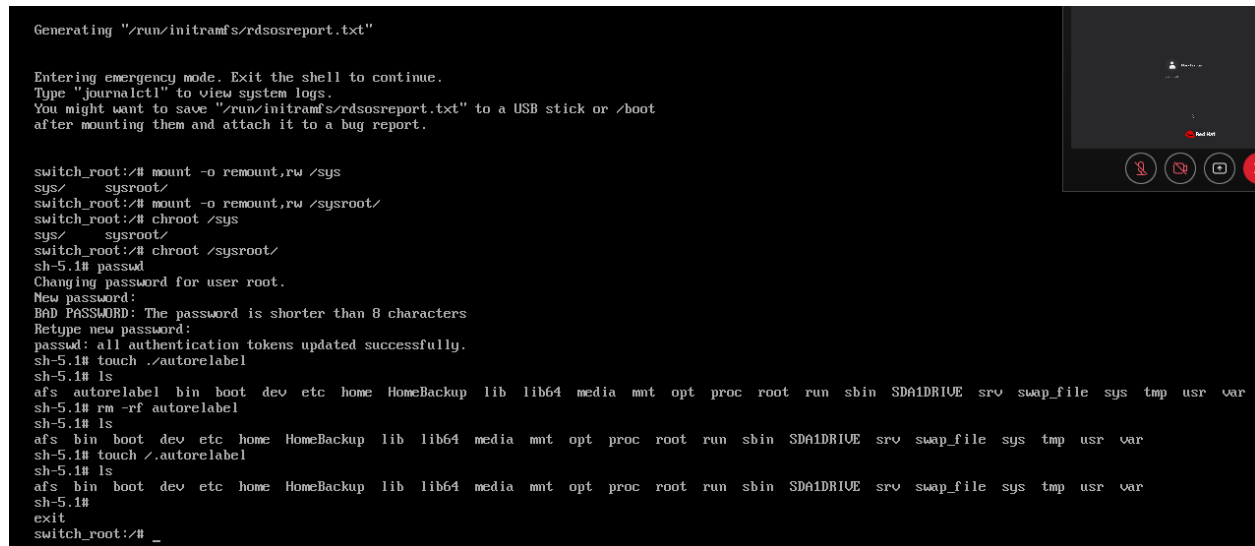 Generating "/run/initramfs/rdsosreport.txt"
Entering emergency mode. Exit the shell to continue.
Type "journalctl" to view system logs.
You might want to save "/run/initramfs/rdsosreport.txt" to a USB stick or /boot
after mounting them and attach it to a bug report.
switch_root:/# mount -o remount,rw /sys
sys/     sysroot/
switch_root:/# mount -o remount,rw /sysroot/
switch_root:/# chroot /sys
sys/     sysroot/
switch_root:/# chroot /sysroot/
sh-5.1# passwd
Changing password for user root.
New password:
BAD PASSWORD: The password is shorter than 8 characters
Retype new password:
passwd: all authentication tokens updated successfully.
sh-5.1# touch ./autorelabel
sh-5.1# ls
afs  autorelabel  bin  boot  dev  etc  home  HomeBackup  lib  lib64  media  mnt  opt  proc  root  run  sbin  SDA1DRIVE  srv  swap_file  sys  tmp  usr  var
sh-5.1# rm -rf autorelabel
sh-5.1# ls
afs  bin  boot  dev  etc  home  HomeBackup  lib  lib64  media  mnt  opt  proc  root  run  sbin  SDA1DRIVE  srv  swap_file  sys  tmp  usr  var
sh-5.1# touch /.autorelabel
sh-5.1# ls
afs  bin  boot  dev  etc  home  HomeBackup  lib  lib64  media  mnt  opt  proc  root  run  sbin  SDA1DRIVE  srv  swap_file  sys  tmp  usr  var
sh-5.1#
exit
switch_root:/# _
Red Hat